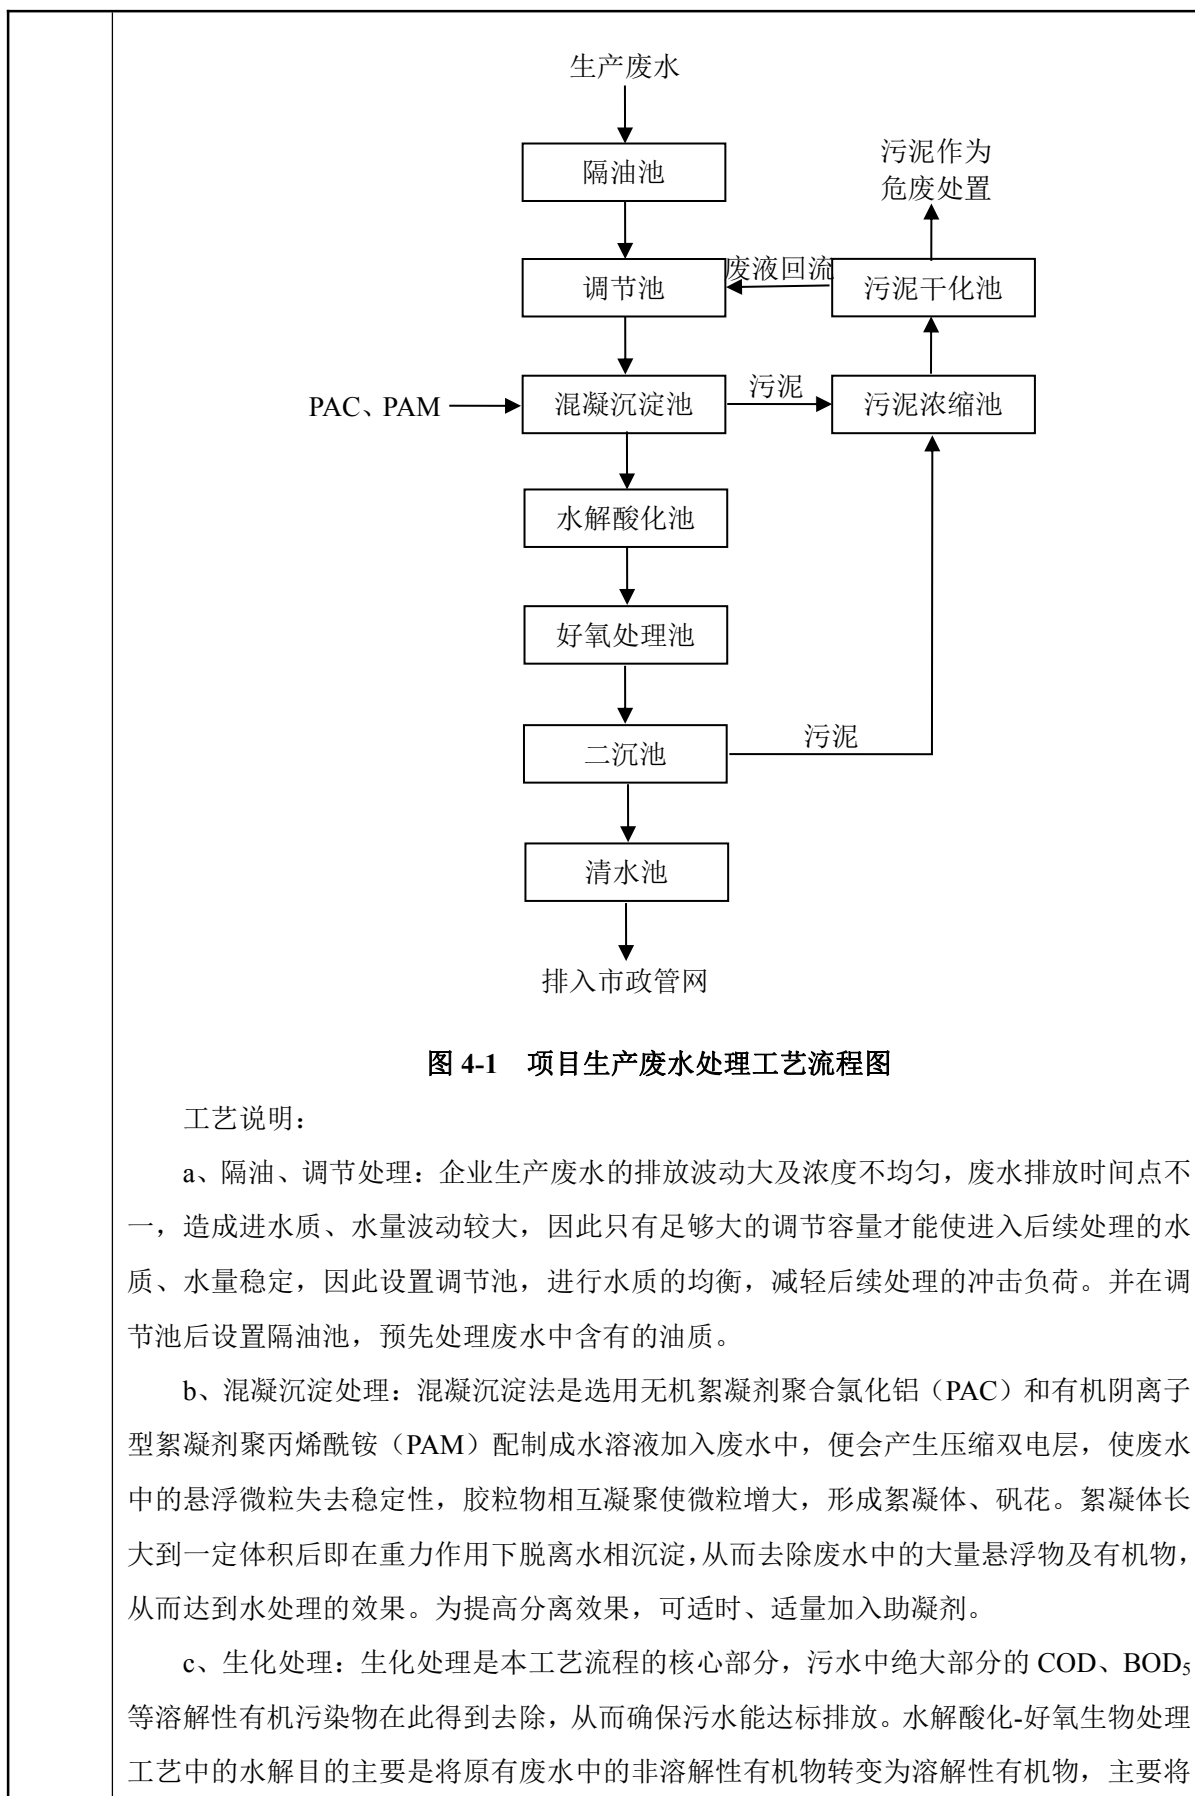 生产废水
隔油池
污泥作为
危废处置
调节池
废液回流
污泥干化池
PAC、PAM
混凝沉淀池
污泥
污泥浓缩池
水解酸化池
好氧处理池
二沉池
污泥
清水池
排入市政管网
图 4-1 项目生产废水处理工艺流程图
工艺说明：
a、隔油、调节处理：企业生产废水的排放波动大及浓度不均匀，废水排放时间点不
一，造成进水质、水量波动较大，因此只有足够大的调节容量才能使进入后续处理的水
质、水量稳定，因此设置调节池，进行水质的均衡，减轻后续处理的冲击负荷。并在调
节池后设置隔油池，预先处理废水中含有的油质。
b、混凝沉淀处理：混凝沉淀法是选用无机絮凝剂聚合氯化铝（PAC）和有机阴离子
型絮凝剂聚丙烯酰铵（PAM）配制成水溶液加入废水中，便会产生压缩双电层，使废水
中的悬浮微粒失去稳定性，胶粒物相互凝聚使微粒增大，形成絮凝体、矾花。絮凝体长
大到一定体积后即在重力作用下脱离水相沉淀，从而去除废水中的大量悬浮物及有机物，
从而达到水处理的效果。为提高分离效果，可适时、适量加入助凝剂。
c、生化处理：生化处理是本工艺流程的核心部分，污水中绝大部分的 COD、BOD₅
等溶解性有机污染物在此得到去除，从而确保污水能达标排放。水解酸化-好氧生物处理
工艺中的水解目的主要是将原有废水中的非溶解性有机物转变为溶解性有机物，主要将